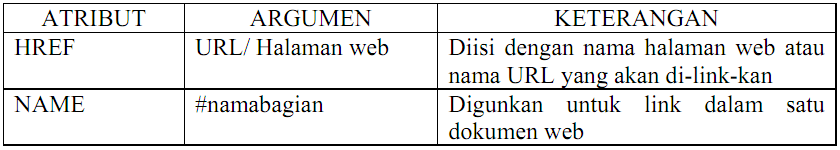 ATRIBUT ARGUMEN KETERANGAN
HREF URL/ Halaman web Diisi dengan nama halaman web atau
nama URL yang akan di-link-kan
NAME #namabagian Digunkan untuk link dalam satu
dokumen web